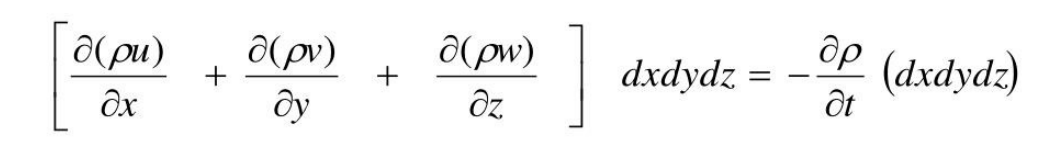 [∂(ρu)/∂x + ∂(ρv)/∂y + ∂(ρw)/∂z] dxdydz = −∂ρ/∂t (dxdydz)